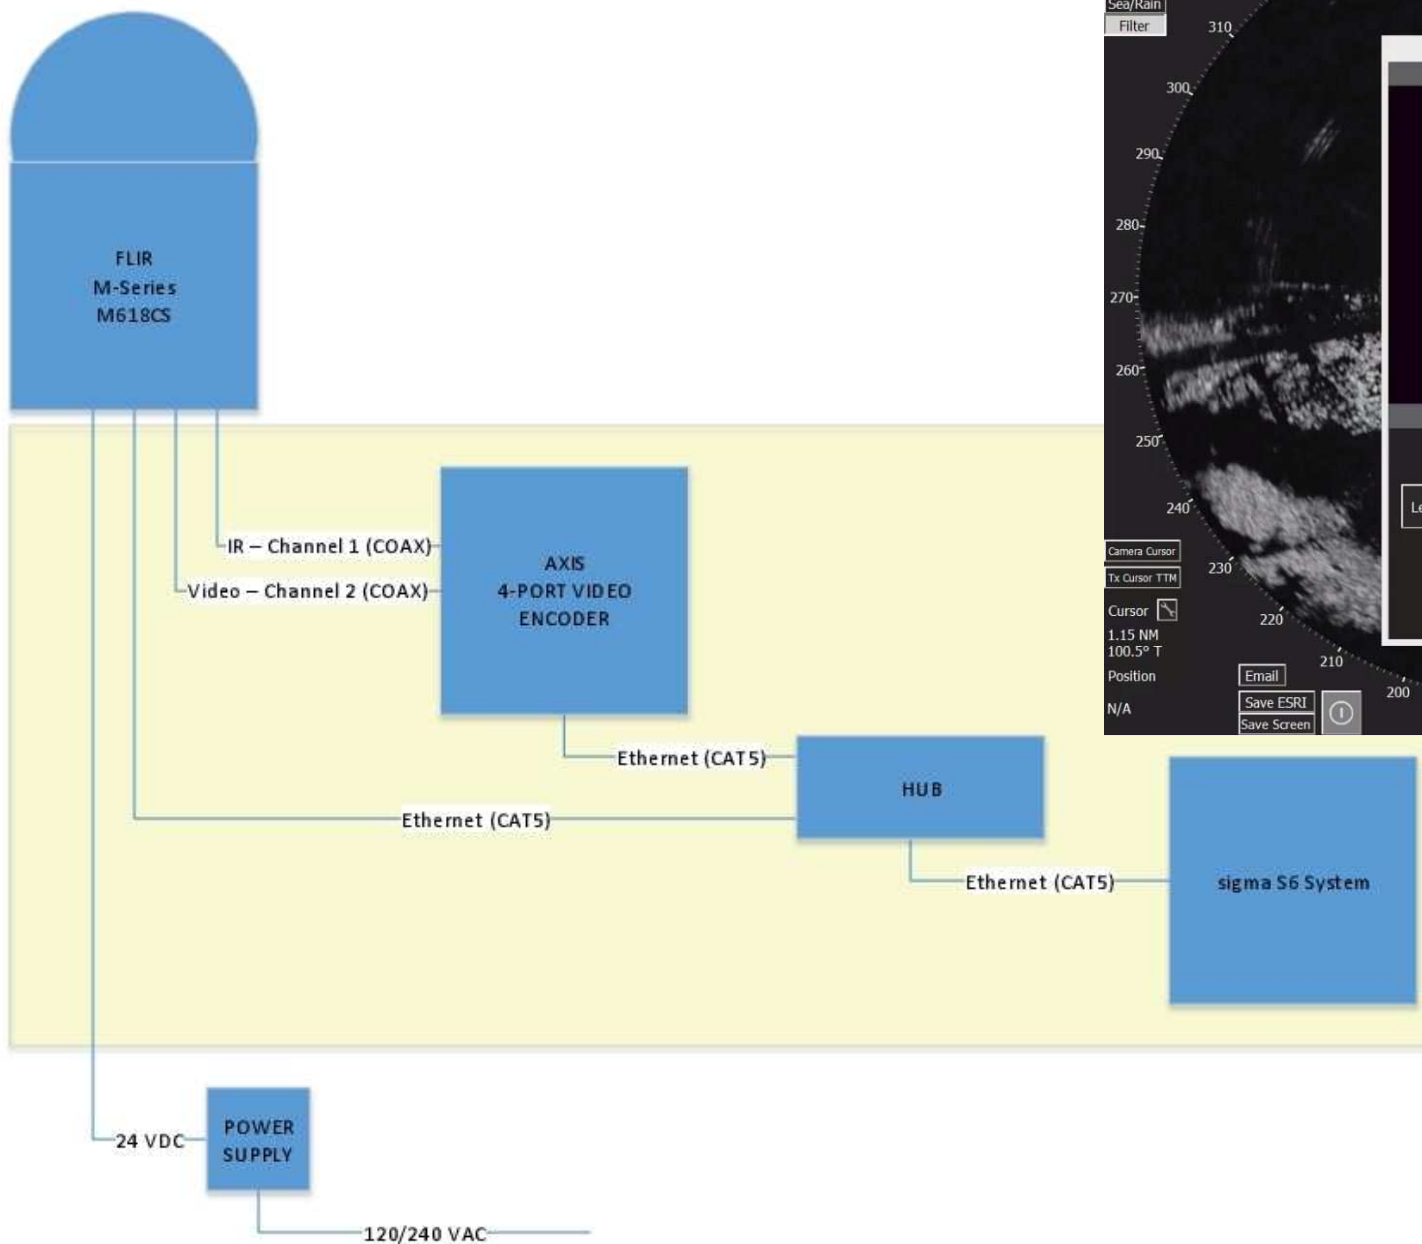 FLIR
M-Series
M618CS
IR – Channel 1 (COAX)
Video – Channel 2 (COAX)
AXIS
4-PORT VIDEO
ENCODER
Ethernet (CAT5)
HUB
Ethernet (CAT5)
Ethernet (CAT5)
sigma S6 System
24 VDC
POWER
SUPPLY
120/240 VAC
Sea/Rain
Filter
310
300
290
280
270
260
250
240
230
220
210
200
Camera Cursor
Tx Cursor TTM
Cursor
1.15 NM
100.5° T
Position
N/A
Email
Save ESRI
Save Screen